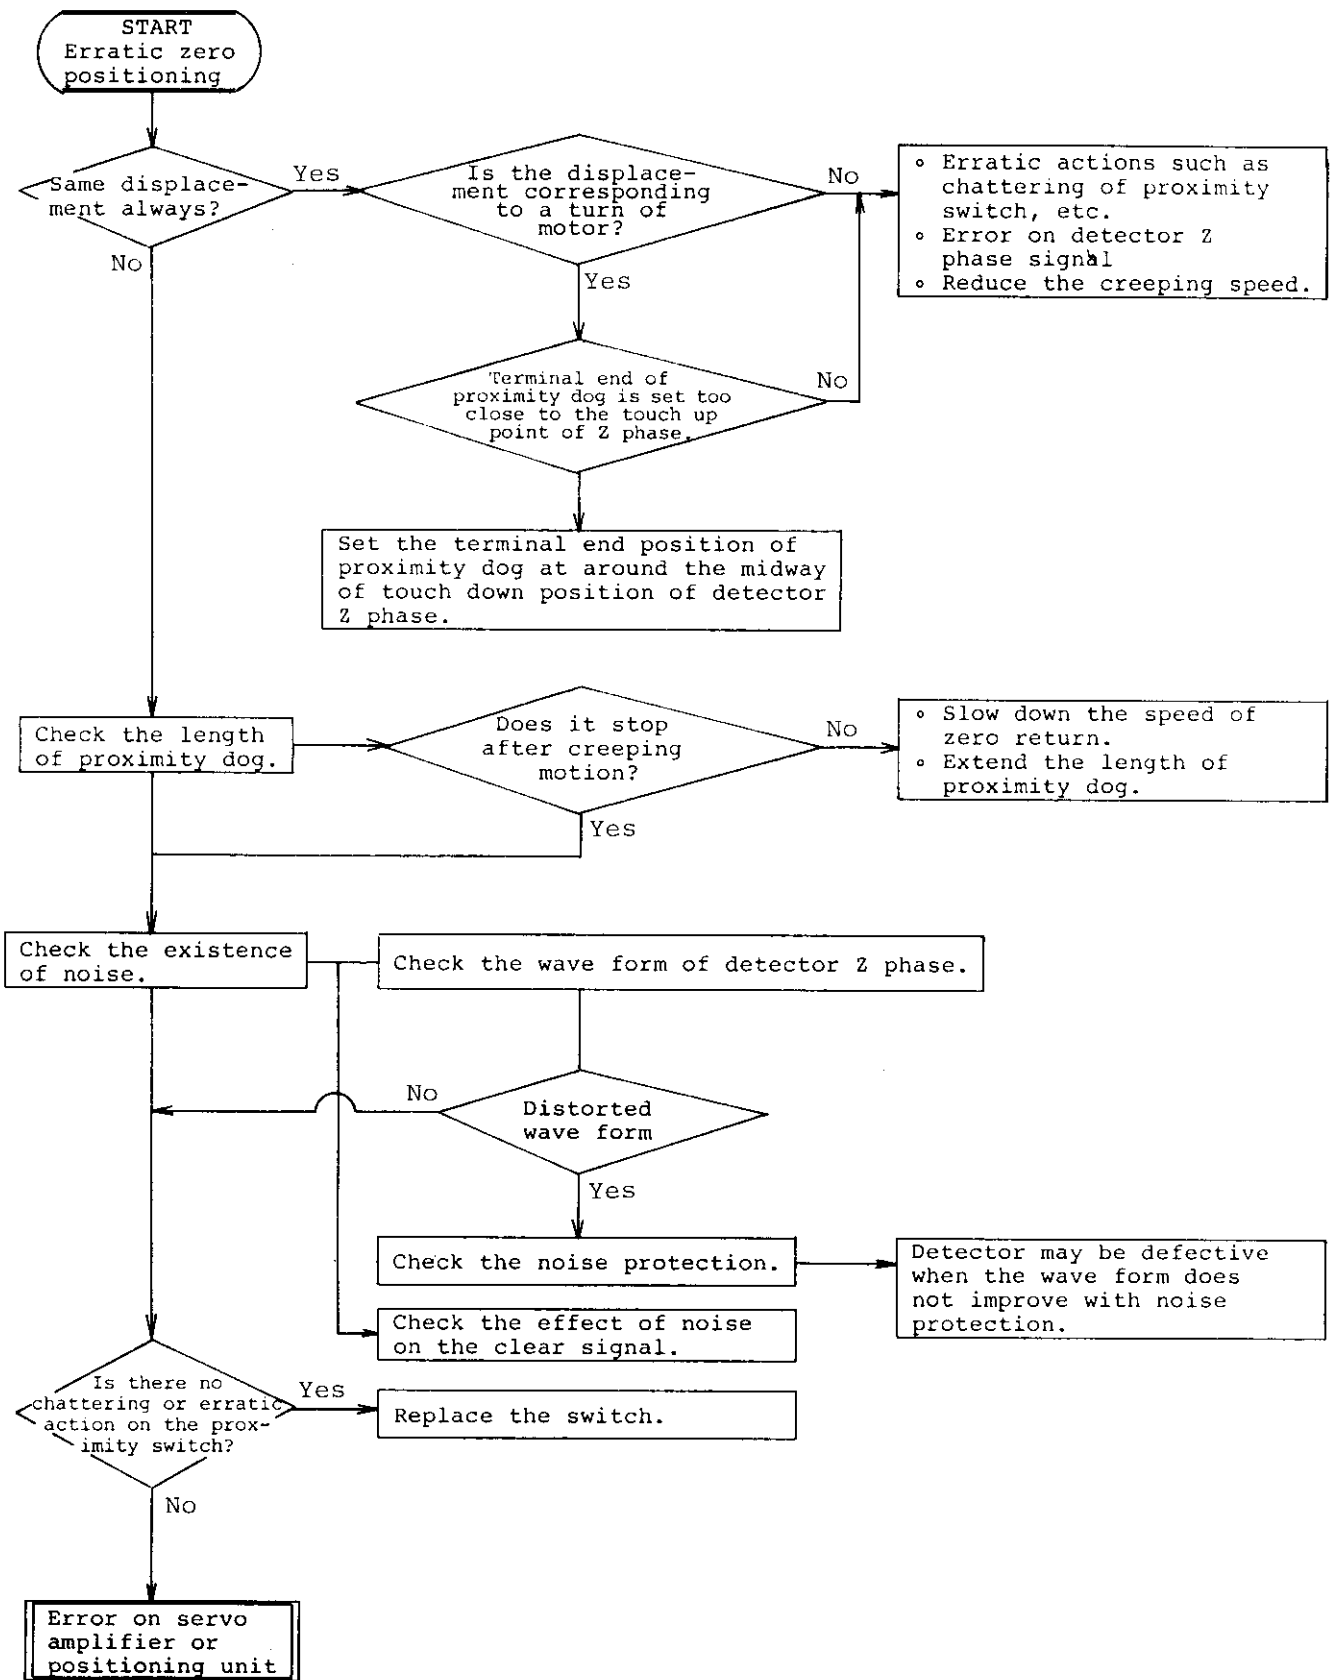 START
Erratic zero
positioning
Same displace-
ment always?
Yes
No
Is the displace-
ment corresponding
to a turn of
motor?
No
Yes
° Erratic actions such as
chattering of proximity
switch, etc.
° Error on detector Z
phase signal
° Reduce the creeping speed.
Terminal end of
proximity dog is set too
close to the touch up
point of Z phase.
No
Set the terminal end position of
proximity dog at around the midway
of touch down position of detector
Z phase.
Check the length
of proximity dog.
Does it stop
after creeping
motion?
No
Yes
° Slow down the speed of
zero return.
° Extend the length of
proximity dog.
Check the existence
of noise.
Check the wave form of detector Z phase.
No
Distorted
wave form
Yes
Check the noise protection.
Detector may be defective
when the wave form does
not improve with noise
protection.
Check the effect of noise
on the clear signal.
Is there no
chattering or erratic
action on the prox-
imity switch?
Yes
Replace the switch.
No
Error on servo
amplifier or
positioning unit